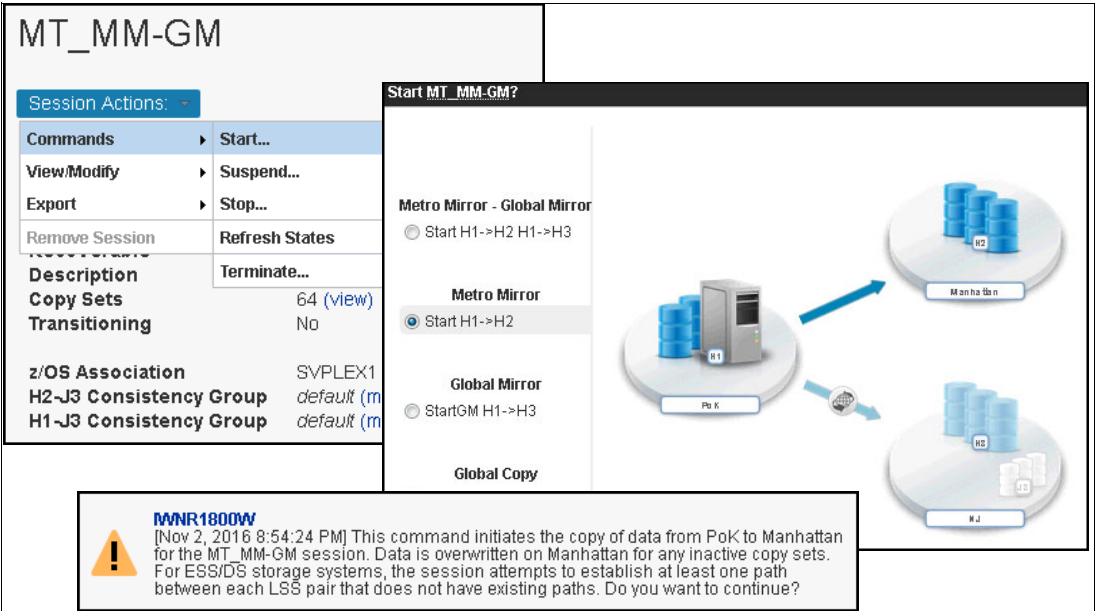 MT_MM-GM
Session Actions:
Commands
View/Modify
Export
Remove Session
Start...
Suspend...
Stop...
Refresh States
Terminate...
Description
Copy Sets 64 (view)
Transitioning No
z/OS Association SVPLEX1
H2-J3 Consistency Group default (m
H1-J3 Consistency Group default (m
Start MT_MM-GM?
Metro Mirror - Global Mirror
Start H1->H2 H1->H3
Metro Mirror
Start H1->H2
Global Mirror
StartGM H1->H3
Global Copy
H1
PoK
H2
Manhattan
H3
J3
NJ
IWNR1800W
[Nov 2, 2016 8:54:24 PM] This command initiates the copy of data from PoK to Manhattan
for the MT_MM-GM session. Data is overwritten on Manhattan for any inactive copy sets.
For ESS/DS storage systems, the session attempts to establish at least one path
between each LSS pair that does not have existing paths. Do you want to continue?